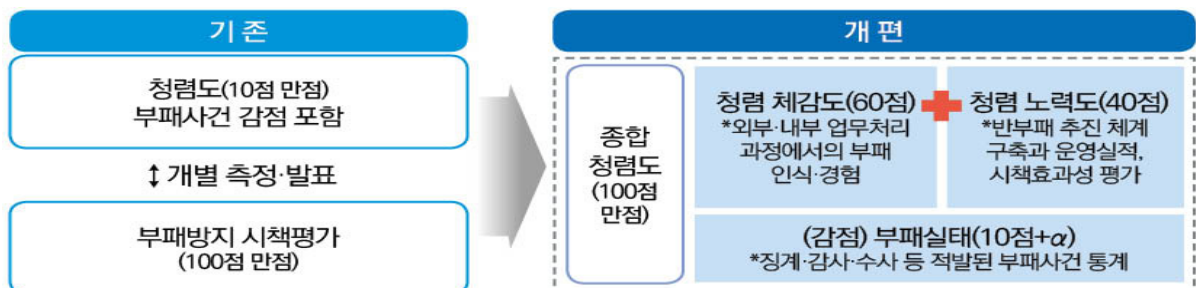 기 존
청렴도(10점 만점)
부패사건 감점 포함
↕ 개별 측정·발표
부패방지 시책평가
(100점 만점)
개 편
종합
청렴도
(100점
만점)
청렴 체감도(60점)
*외부·내부 업무처리
과정에서의 부패
인식·경험
청렴 노력도(40점)
*반부패 추진 체계
구축과 운영실적,
시책효과성 평가
(감점) 부패실태(10점+α)
*징계·감사·수사 등 적발된 부패사건 통계